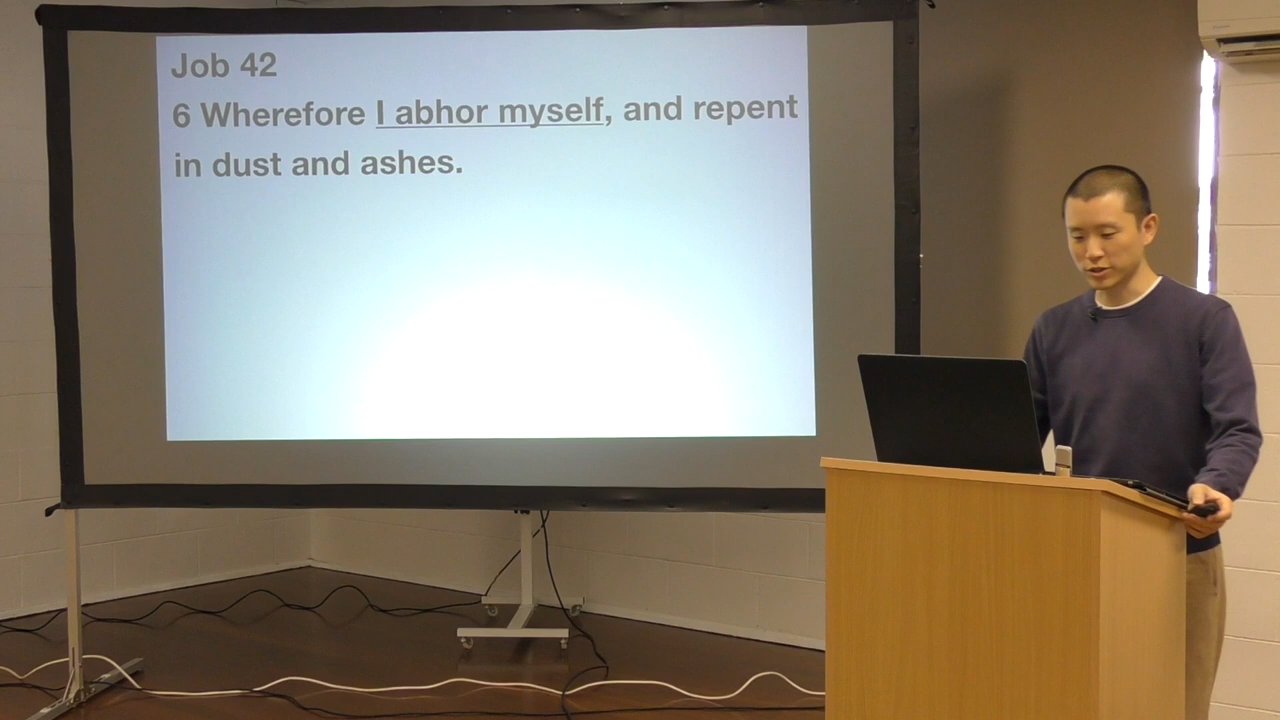 Job 42
6 Wherefore I abhor myself, and repent
in dust and ashes.